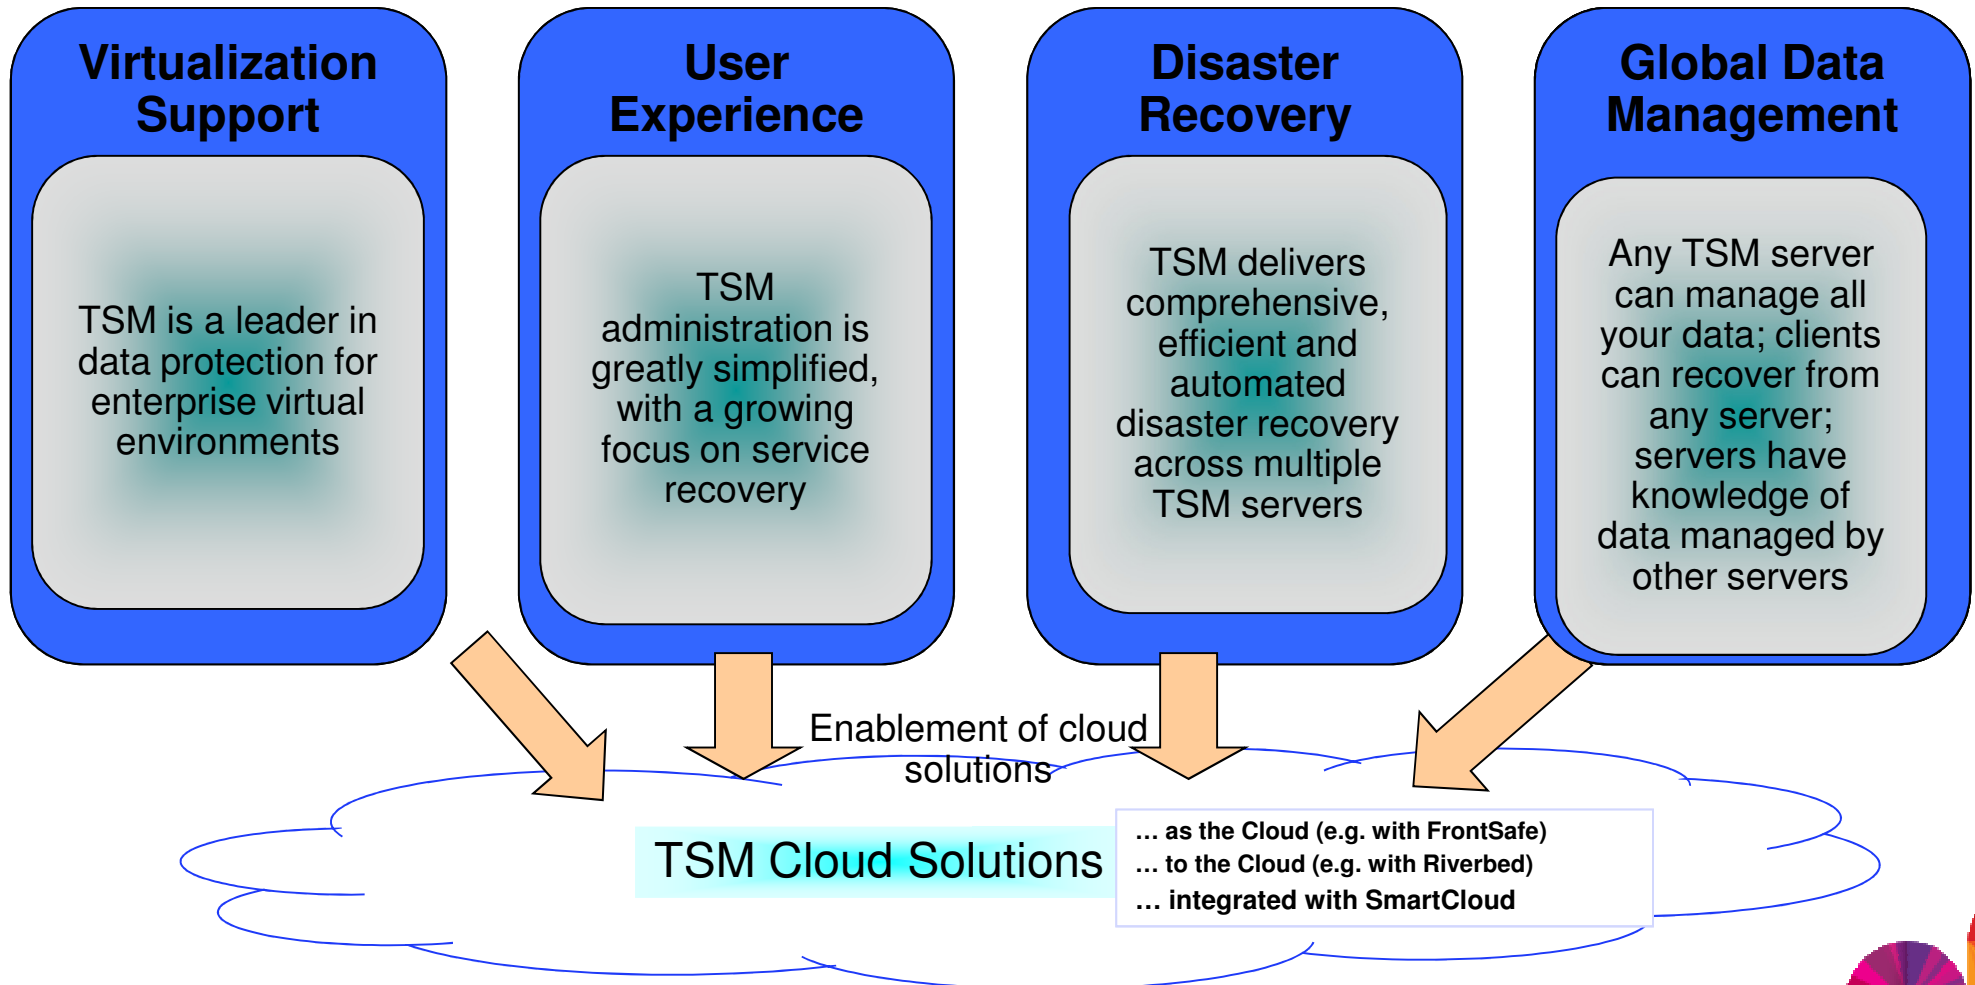 Virtualization
Support
TSM is a leader in
data protection for
enterprise virtual
environments
User
Experience
TSM
administration is
greatly simplified,
with a growing
focus on service
recovery
Disaster
Recovery
TSM delivers
comprehensive,
efficient and
automated
disaster recovery
across multiple
TSM servers
Global Data
Management
Any TSM server
can manage all
your data; clients
can recover from
any server;
servers have
knowledge of
data managed by
other servers
Enablement of cloud
solutions
TSM Cloud Solutions
… as the Cloud (e.g. with FrontSafe)
… to the Cloud (e.g. with Riverbed)
… integrated with SmartCloud